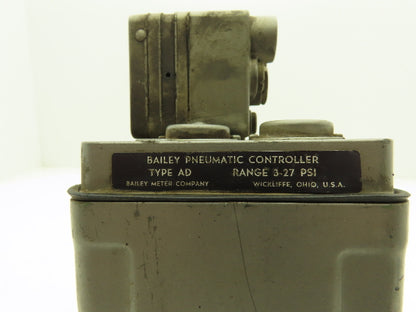 BAILEY PNEUMATIC CONTROLLER
TYPE AD RANGE 3-27 PSI
BAILEY METER COMPANY WICKLIFFE, OHIO, U.S.A.